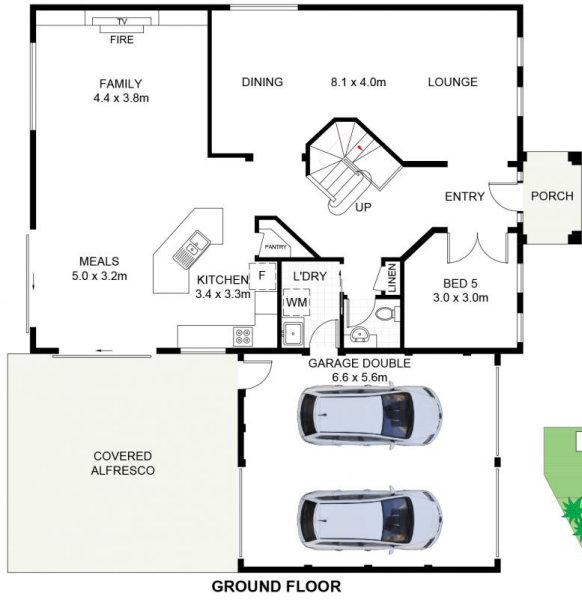 TV
FIRE
FAMILY
4.4 x 3.8m
DINING
8.1 x 4.0m
LOUNGE
UP
ENTRY
PORCH
PANTRY
MEALS
5.0 x 3.2m
KITCHEN
3.4 x 3.3m
F
L'DRY
WM
LINEN
BED 5
3.0 x 3.0m
GARAGE DOUBLE
6.6 x 5.6m
COVERED
ALFRESCO
GROUND FLOOR